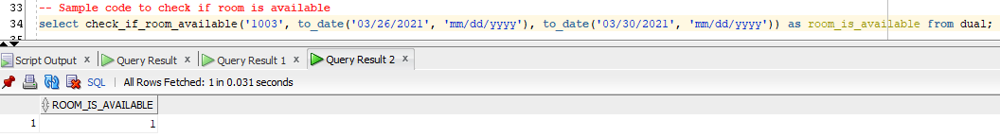 33 -- Sample code to check if room is available
34 select check_if_room_available('1003', to_date('03/26/2021', 'mm/dd/yyyy'), to_date('03/30/2021', 'mm/dd/yyyy')) as room_is_available from dual;
Script Output x Query Result x Query Result 1 x Query Result 2 x
SQL | All Rows Fetched: 1 in 0.031 seconds
ROOM_IS_AVAILABLE
1 1